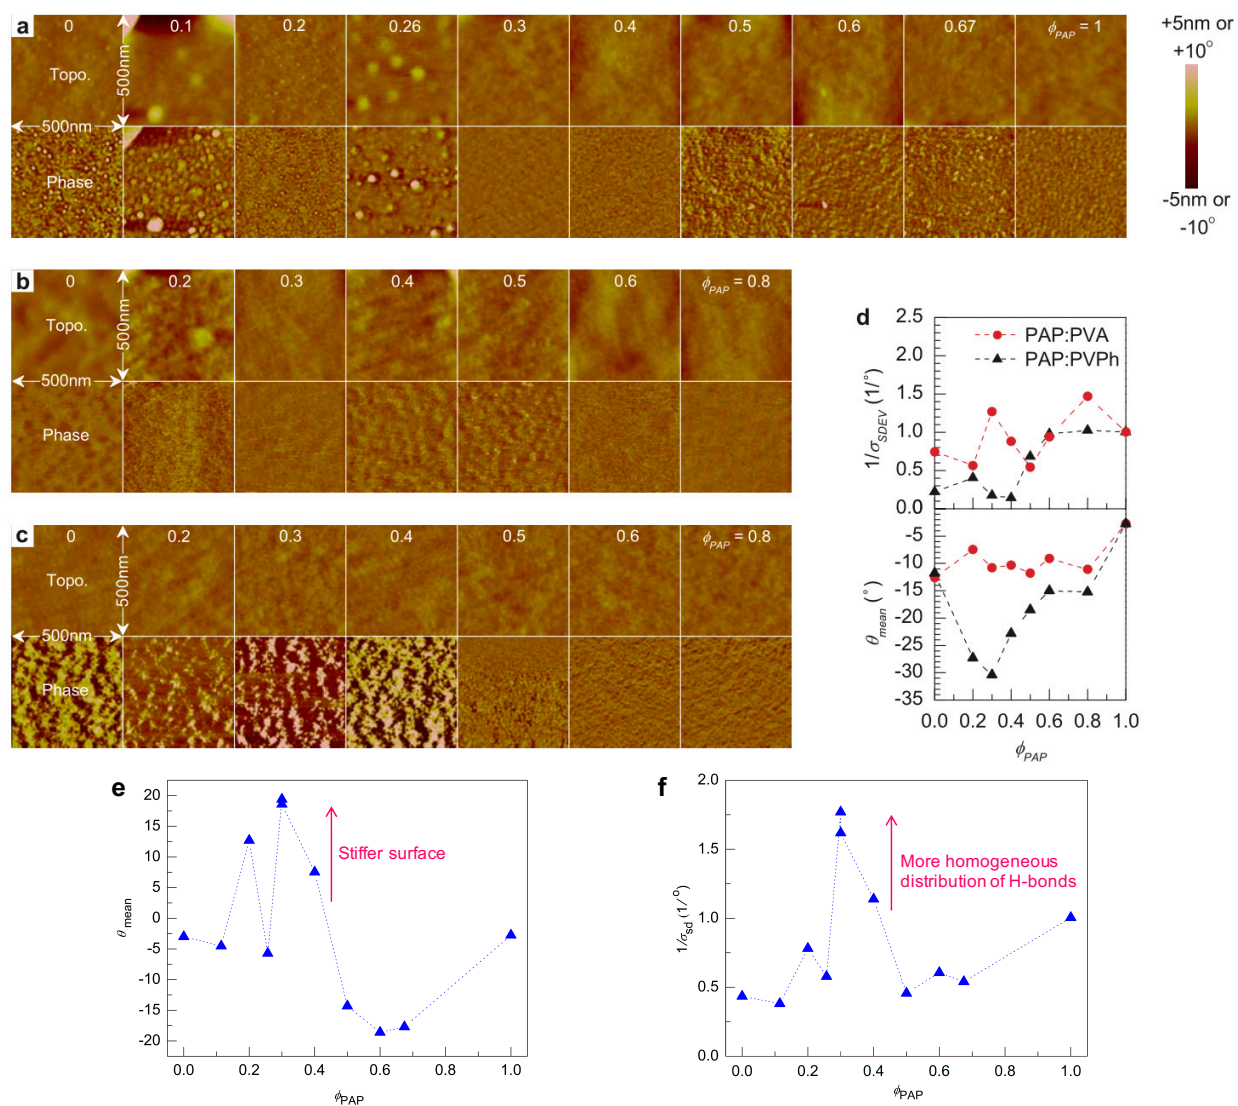 a 0 0.1 0.2 0.26 0.3 0.4 0.5 0.6 0.67 ϕPAP = 1
Topo.
500nm
500nm
Phase
+5nm or
+10°
-5nm or
-10°
b 0 0.2 0.3 0.4 0.5 0.6 ϕPAP = 0.8
Topo.
500nm
500nm
Phase
c 0 0.2 0.3 0.4 0.5 0.6 ϕPAP = 0.8
Topo.
500nm
500nm
Phase
d
PAP:PVA
PAP:PVPh
2.5
2.0
1.5
1.0
0.5
0.0
1/σSDEV (1/°)
-5
-10
-15
-20
-25
-30
-35
θmean (°)
0.0 0.2 0.4 0.6 0.8 1.0
ϕPAP
e
20
15
10
5
0
-5
-10
-15
-20
θmean
Stiffer surface
0.0 0.2 0.4 0.6 0.8 1.0
ϕPAP
f
2.0
1.5
1.0
0.5
0.0
1/σsd (1/°)
More homogeneous
distribution of H-bonds
0.0 0.2 0.4 0.6 0.8 1.0
ϕPAP